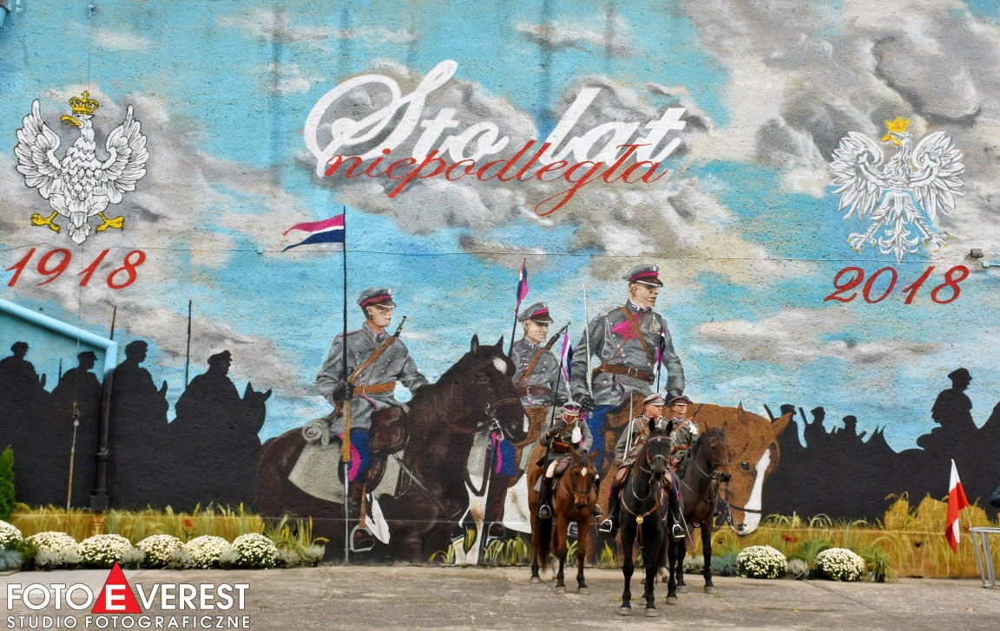 Sto lat
niepodległa
1918
2018
FOTO EVEREST
STUDIO FOTOGRAFICZNE